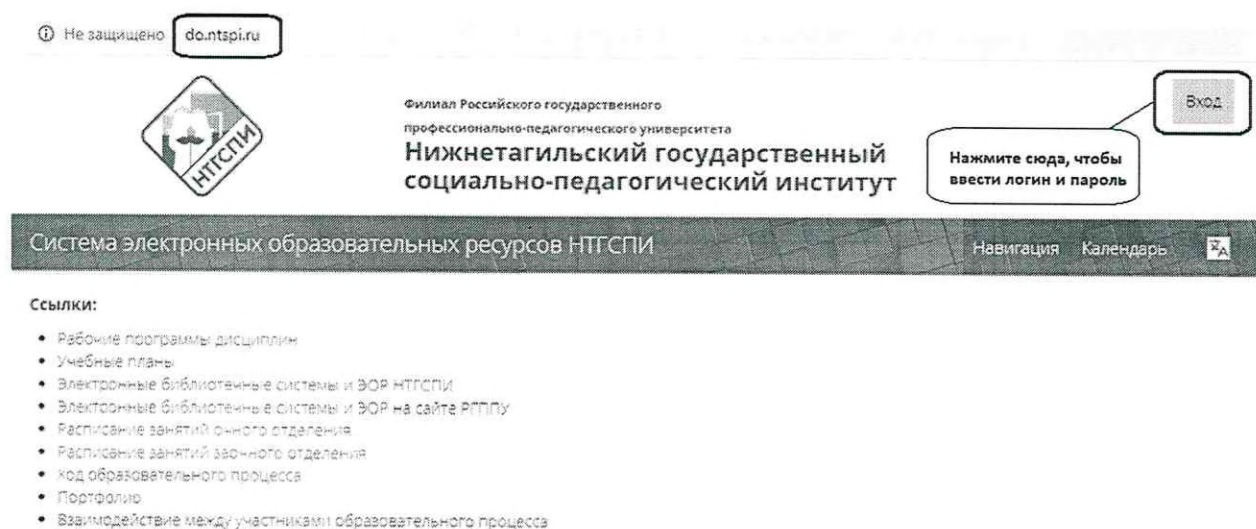 Не защищено do.ntspi.ru
Вход
Филиал Российского государственного
профессионально-педагогического университета
Нижнетагильский государственный
социально-педагогический институт
НТГСПИ
Нажмите сюда, чтобы
ввести логин и пароль
Система электронных образовательных ресурсов НТГСПИ Навигация Календарь
Ссылки:
• Рабочие программы дисциплин
• Учебные планы
• Электронные библиотечные системы и ЭОР НТГСПИ
• Электронные библиотечные системы и ЭОР на сайте РГППУ
• Расписание занятий очного отделения
• Расписание занятий заочного отделения
• Ход образовательного процесса
• Портфолио
• Взаимодействие между участниками образовательного процесса